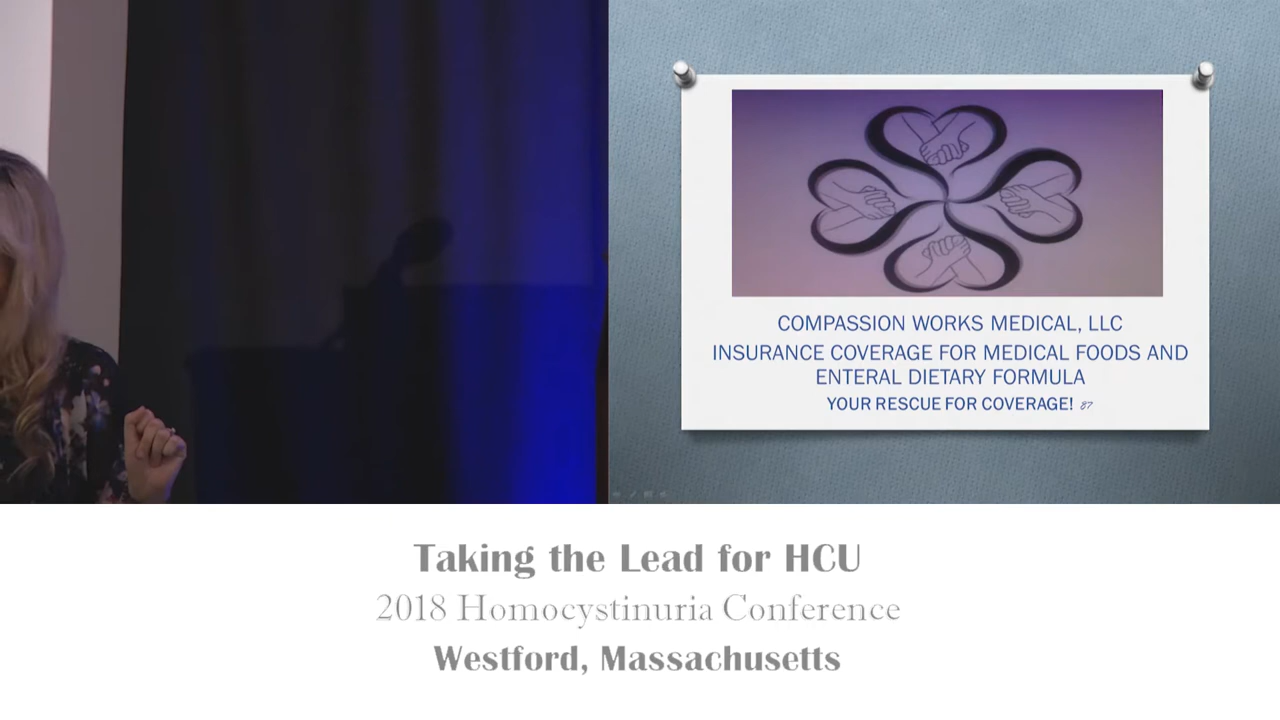 COMPASSION WORKS MEDICAL, LLC
INSURANCE COVERAGE FOR MEDICAL FOODS AND
ENTERAL DIETARY FORMULA
YOUR RESCUE FOR COVERAGE! 87
Taking the Lead for HCU
2018 Homocystinuria Conference
Westford, Massachusetts